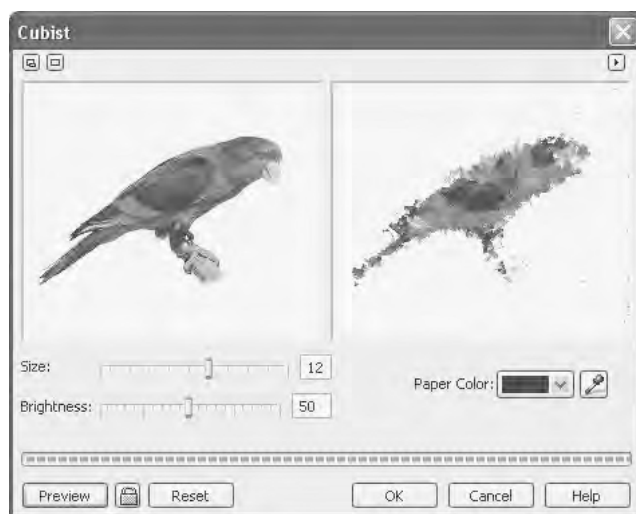 Cubist
Size: 12
Paper Color:
Brightness: 50
Preview Reset OK Cancel Help